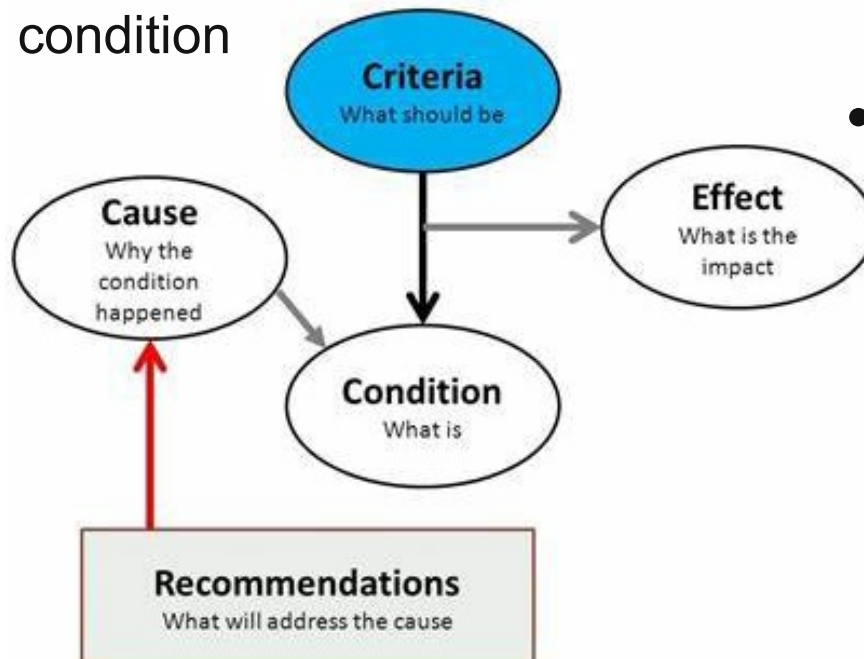 condition
Criteria
What should be
•
Cause
Why the
condition
happened
Effect
What is the
impact
Condition
What is
Recommendations
What will address the cause